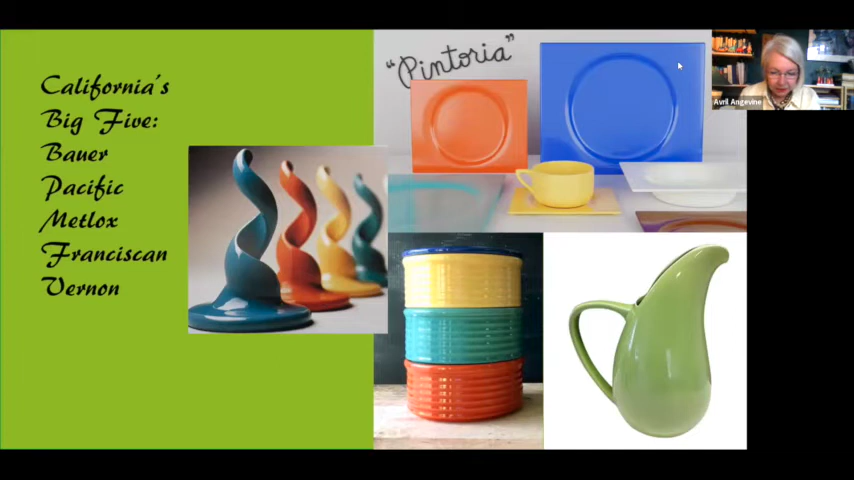 California's
Big Five:
Bauer
Pacific
Metlox
Franciscan
Vernon
"Pintoria"
Avril Angevine